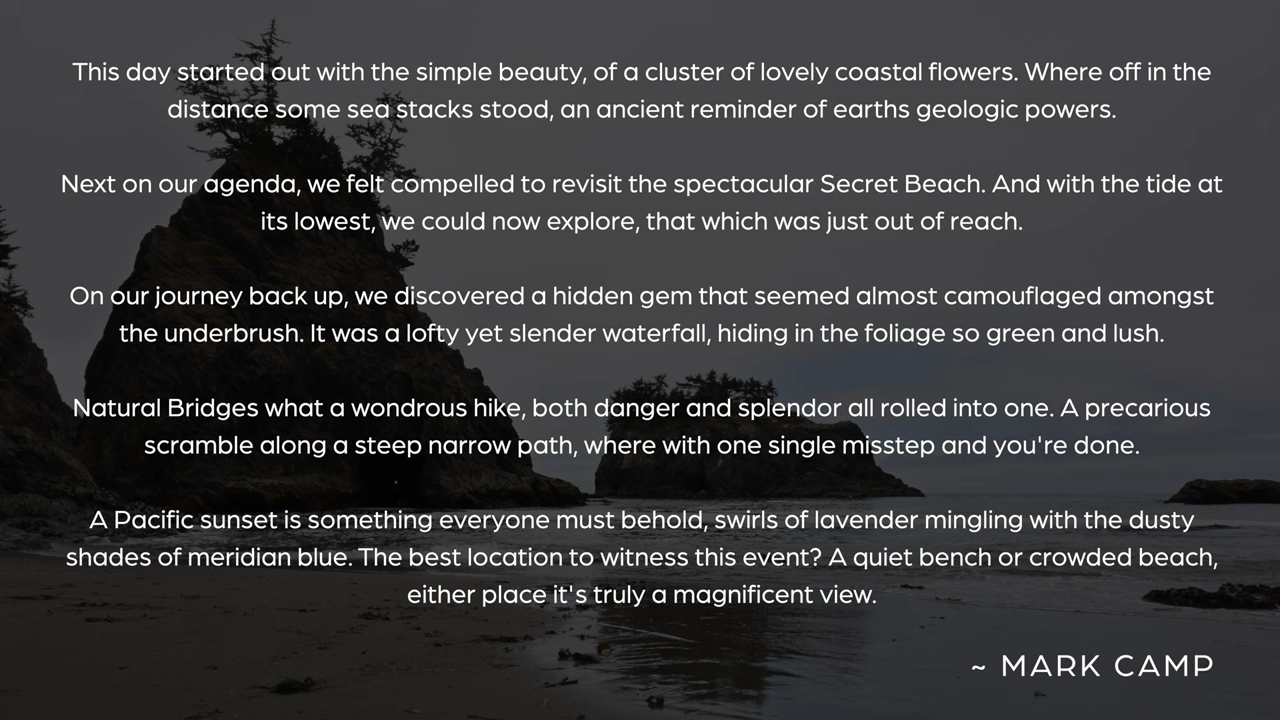 This day started out with the simple beauty, of a cluster of lovely coastal flowers. Where off in the
distance some sea stacks stood, an ancient reminder of earths geologic powers.
Next on our agenda, we felt compelled to revisit the spectacular Secret Beach. And with the tide at
its lowest, we could now explore, that which was just out of reach.
On our journey back up, we discovered a hidden gem that seemed almost camouflaged amongst
the underbrush. It was a lofty yet slender waterfall, hiding in the foliage so green and lush.
Natural Bridges what a wondrous hike, both danger and splendor all rolled into one. A precarious
scramble along a steep narrow path, where with one single misstep and you're done.
A Pacific sunset is something everyone must behold, swirls of lavender mingling with the dusty
shades of meridian blue. The best location to witness this event? A quiet bench or crowded beach,
either place it's truly a magnificent view.
~ MARK CAMP